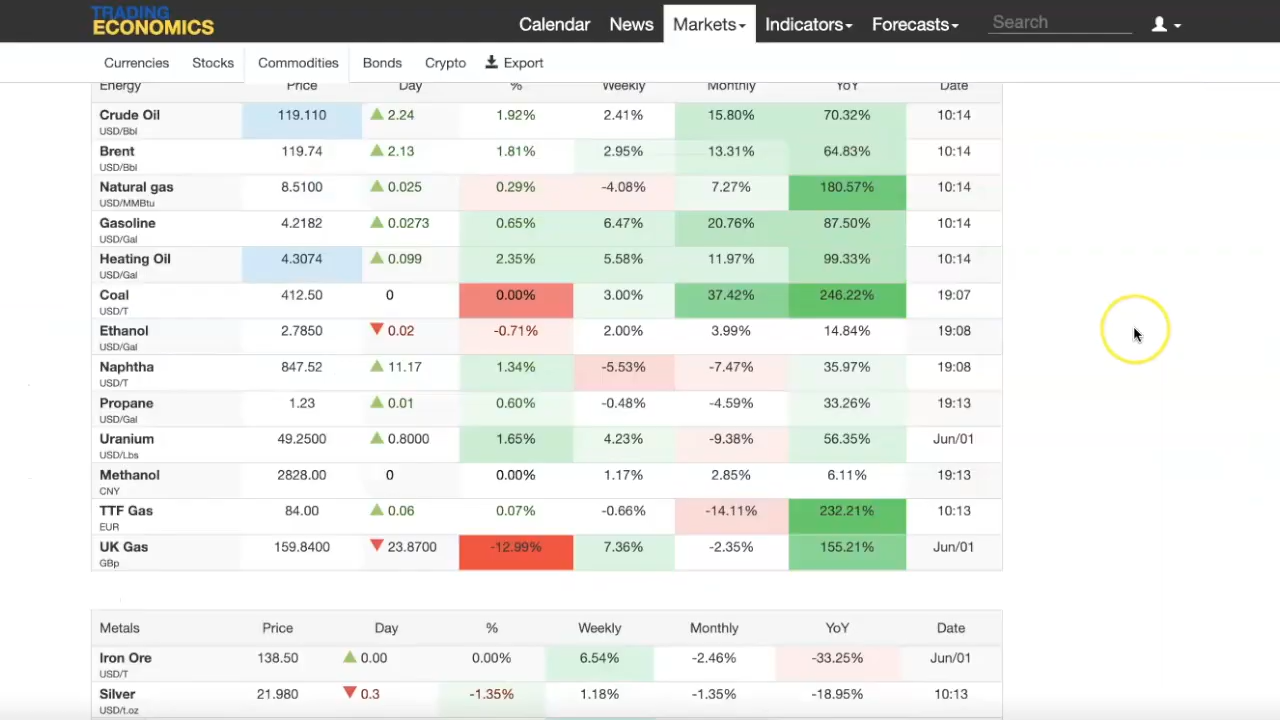 TRADING
ECONOMICS
Calendar News Markets Indicators Forecasts Search
Currencies Stocks Commodities Bonds Crypto Export
Energy Price Day % Weekly Monthly YoY Date
Crude Oil 119.110 2.24 1.92% 2.41% 15.80% 70.32% 10:14
USD/Bbl
Brent 119.74 2.13 1.81% 2.95% 13.31% 64.83% 10:14
USD/Bbl
Natural gas 8.5100 0.025 0.29% -4.08% 7.27% 180.57% 10:14
USD/MMBtu
Gasoline 4.2182 0.0273 0.65% 6.47% 20.76% 87.50% 10:14
USD/Gal
Heating Oil 4.3074 0.099 2.35% 5.58% 11.97% 99.33% 10:14
USD/Gal
Coal 412.50 0 0.00% 3.00% 37.42% 246.22% 19:07
USD/T
Ethanol 2.7850 0.02 -0.71% 2.00% 3.99% 14.84% 19:08
USD/Gal
Naphtha 847.52 11.17 1.34% -5.53% -7.47% 35.97% 19:08
USD/T
Propane 1.23 0.01 0.60% -0.48% -4.59% 33.26% 19:13
USD/Gal
Uranium 49.2500 0.8000 1.65% 4.23% -9.38% 56.35% Jun/01
USD/Lbs
Methanol 2828.00 0 0.00% 1.17% 2.85% 6.11% 19:13
CNY
TTF Gas 84.00 0.06 0.07% -0.66% -14.11% 232.21% 10:13
EUR
UK Gas 159.8400 23.8700 -12.99% 7.36% -2.35% 155.21% Jun/01
GBp
Metals Price Day % Weekly Monthly YoY Date
Iron Ore 138.50 0.00 0.00% 6.54% -2.46% -33.25% Jun/01
USD/T
Silver 21.980 0.3 -1.35% 1.18% -1.35% -18.95% 10:13
USD/t.oz